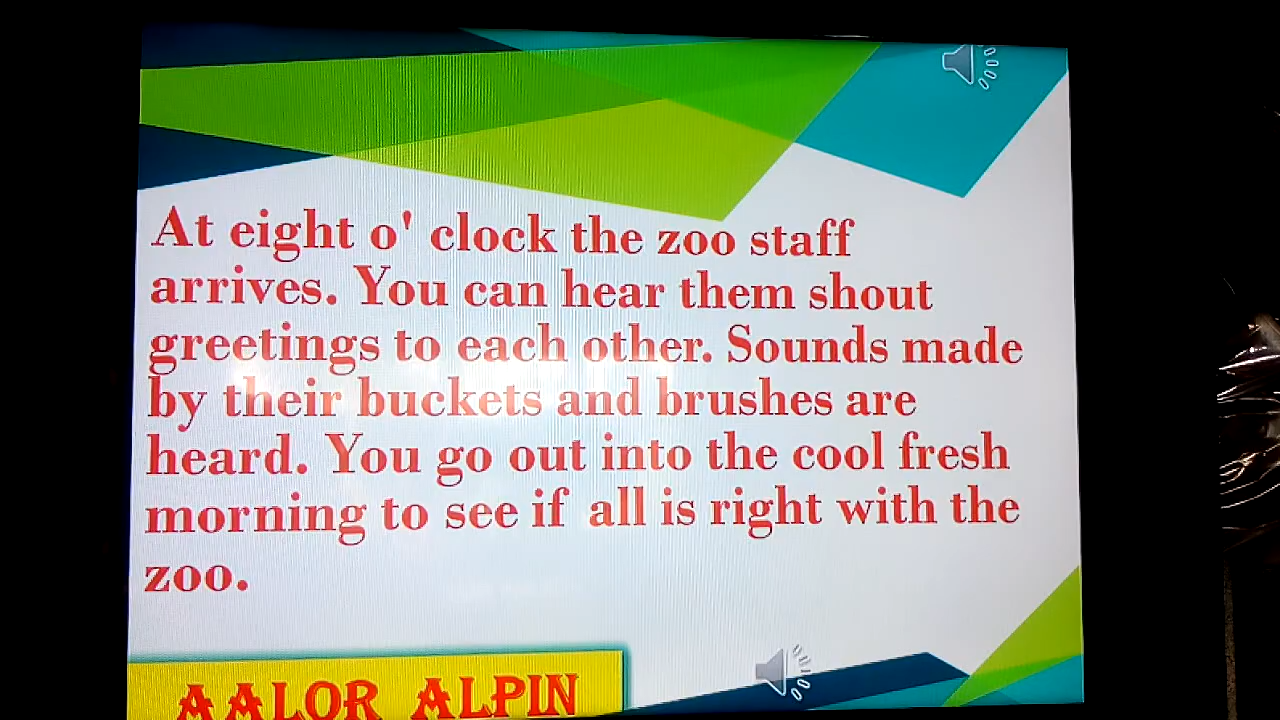 At eight o' clock the zoo staff
arrives. You can hear them shout
greetings to each other. Sounds made
by their buckets and brushes are
heard. You go out into the cool fresh
morning to see if all is right with the
zoo.
AALOR ALPIN